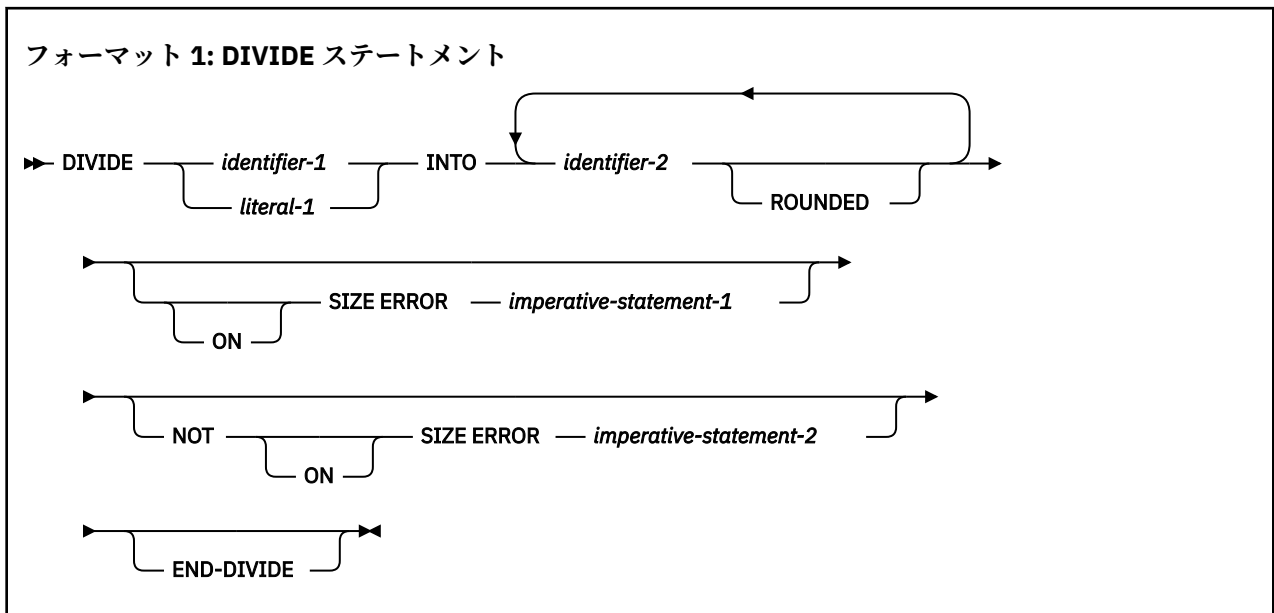 フォーマット 1: DIVIDE ステートメント
DIVIDE identifier-1 INTO identifier-2
literal-1 ROUNDED
SIZE ERROR imperative-statement-1
ON
NOT SIZE ERROR imperative-statement-2
ON
END-DIVIDE